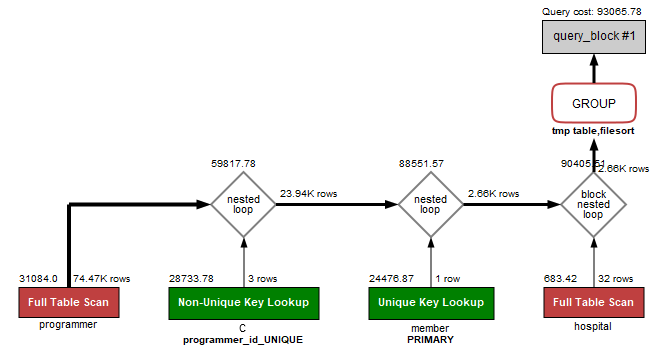 Query cost: 93065.78
query_block #1
GROUP
tmp table,filesort
59817.78
88551.57
90405.51
2.66K rows
nested
loop
23.94K rows
nested
loop
2.66K rows
block
nested
loop
31084.0
74.47K rows
28733.78
3 rows
24476.87
1 row
683.42
32 rows
Full Table Scan
Non-Unique Key Lookup
Unique Key Lookup
Full Table Scan
programmer
C
programmer_id_UNIQUE
member
PRIMARY
hospital